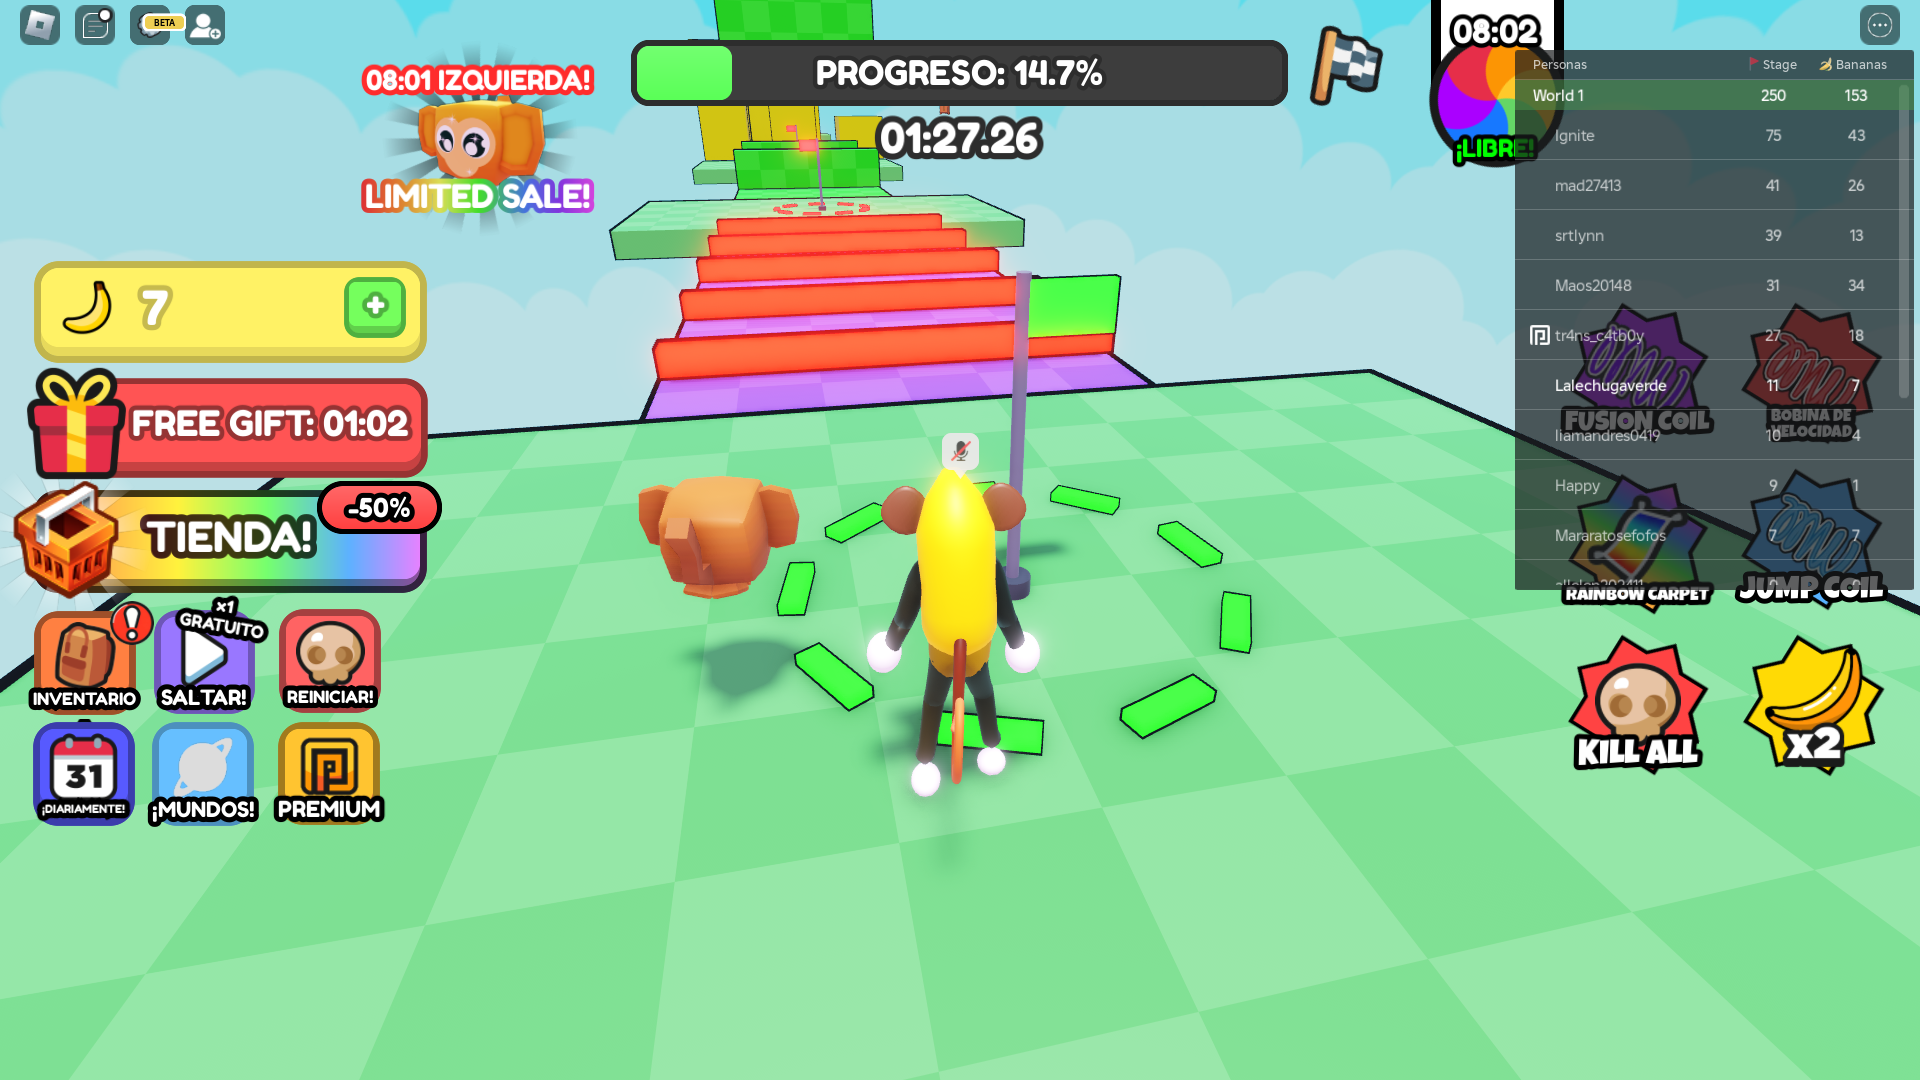 BETA
08:01 IZQUIERDA!
LIMITED SALE!
PROGRESO: 14.7%
01:27.26
08:02
¡LIBRE!
Personas Stage Bananas
World 1 250 153
Ignite 75 43
mad27413 41 26
srtlynn 39 13
Maos20148 31 34
tr4ns_c4tb0y 27 18
Lalechugaverde 11 7
liamandres0419 10 4
Happy 9 1
Mararatosefofos 7 7
7
FREE GIFT: 01:02
TIENDA!
-50%
INVENTARIO
x1
GRATUITO
SALTAR!
REINICIAR!
31
¡DIARIAMENTE!
¡MUNDOS!
PREMIUM
FUSION COIL
BOBINA DE
VELOCIDAD
RAINBOW CARPET
JUMP COIL
KILL ALL
x2